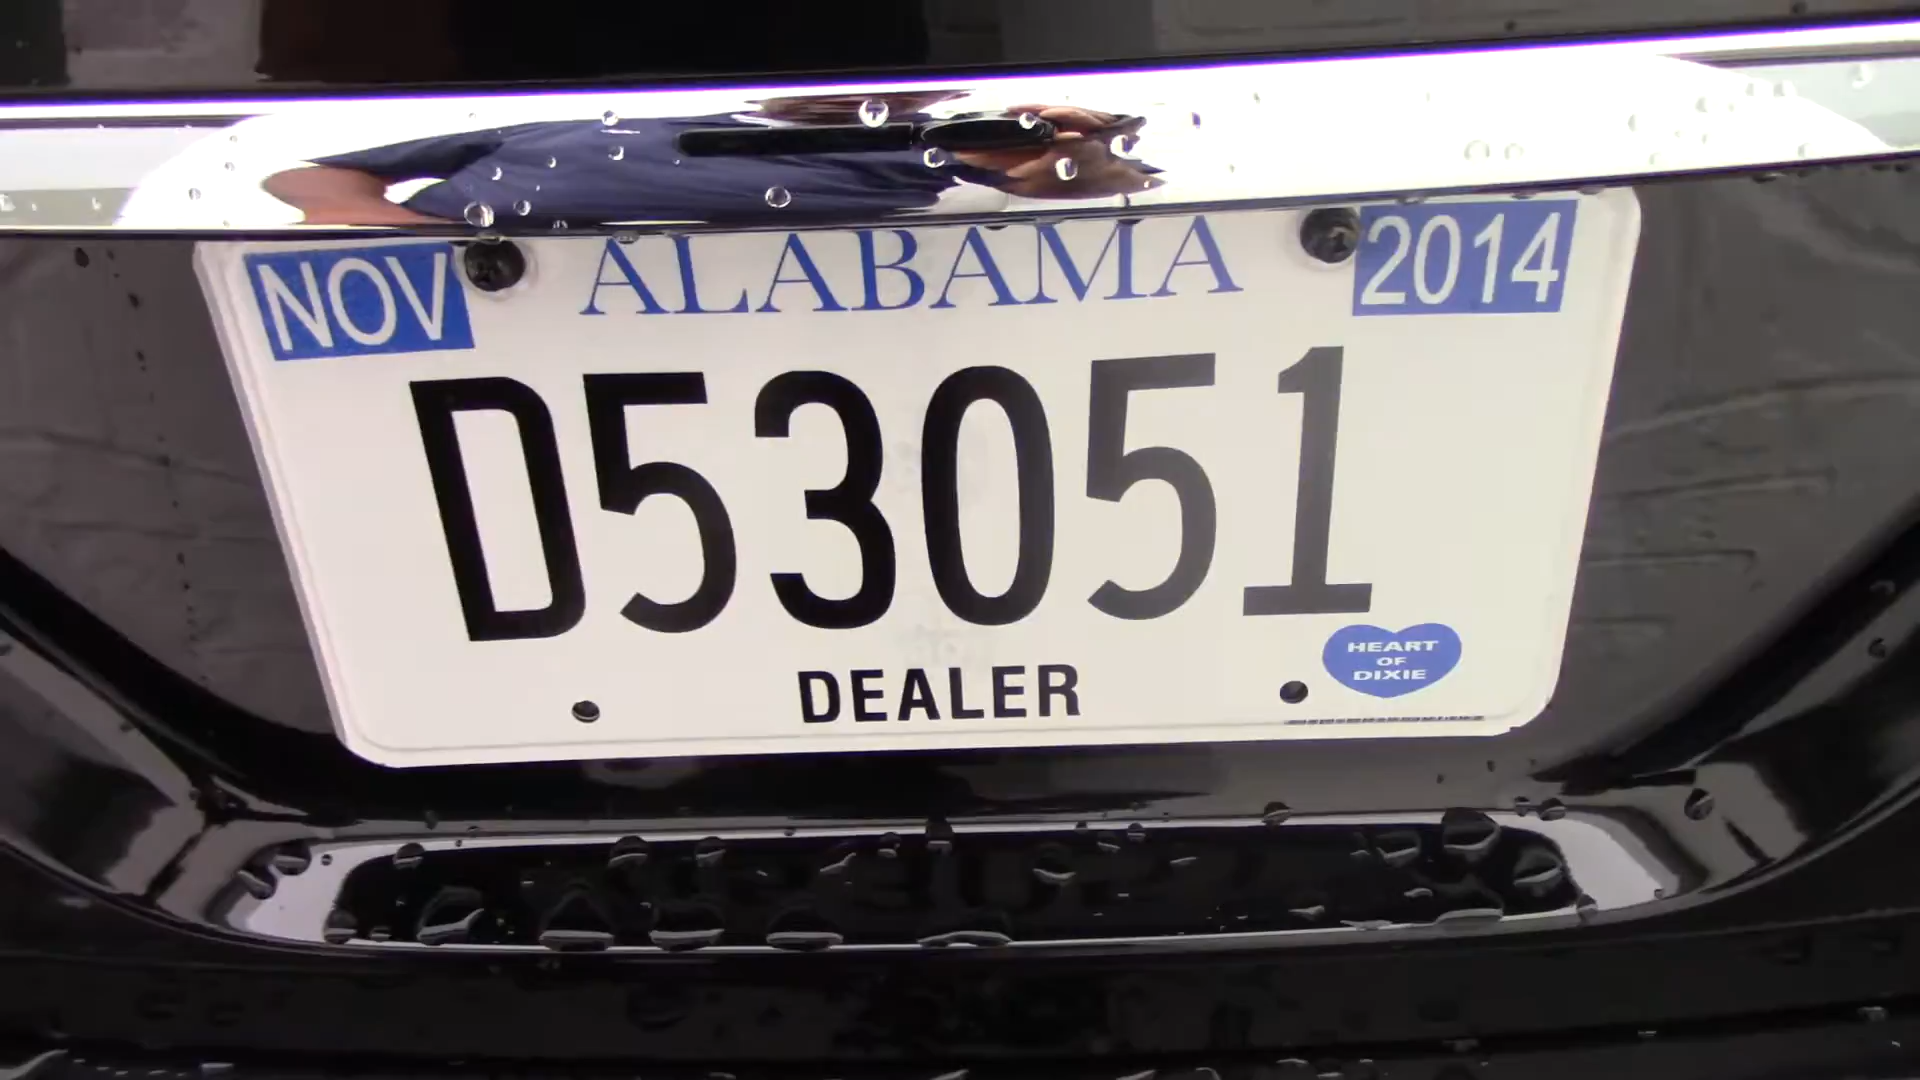 NOV ALABAMA 2014
D53051
DEALER
HEART
OF
DIXIE